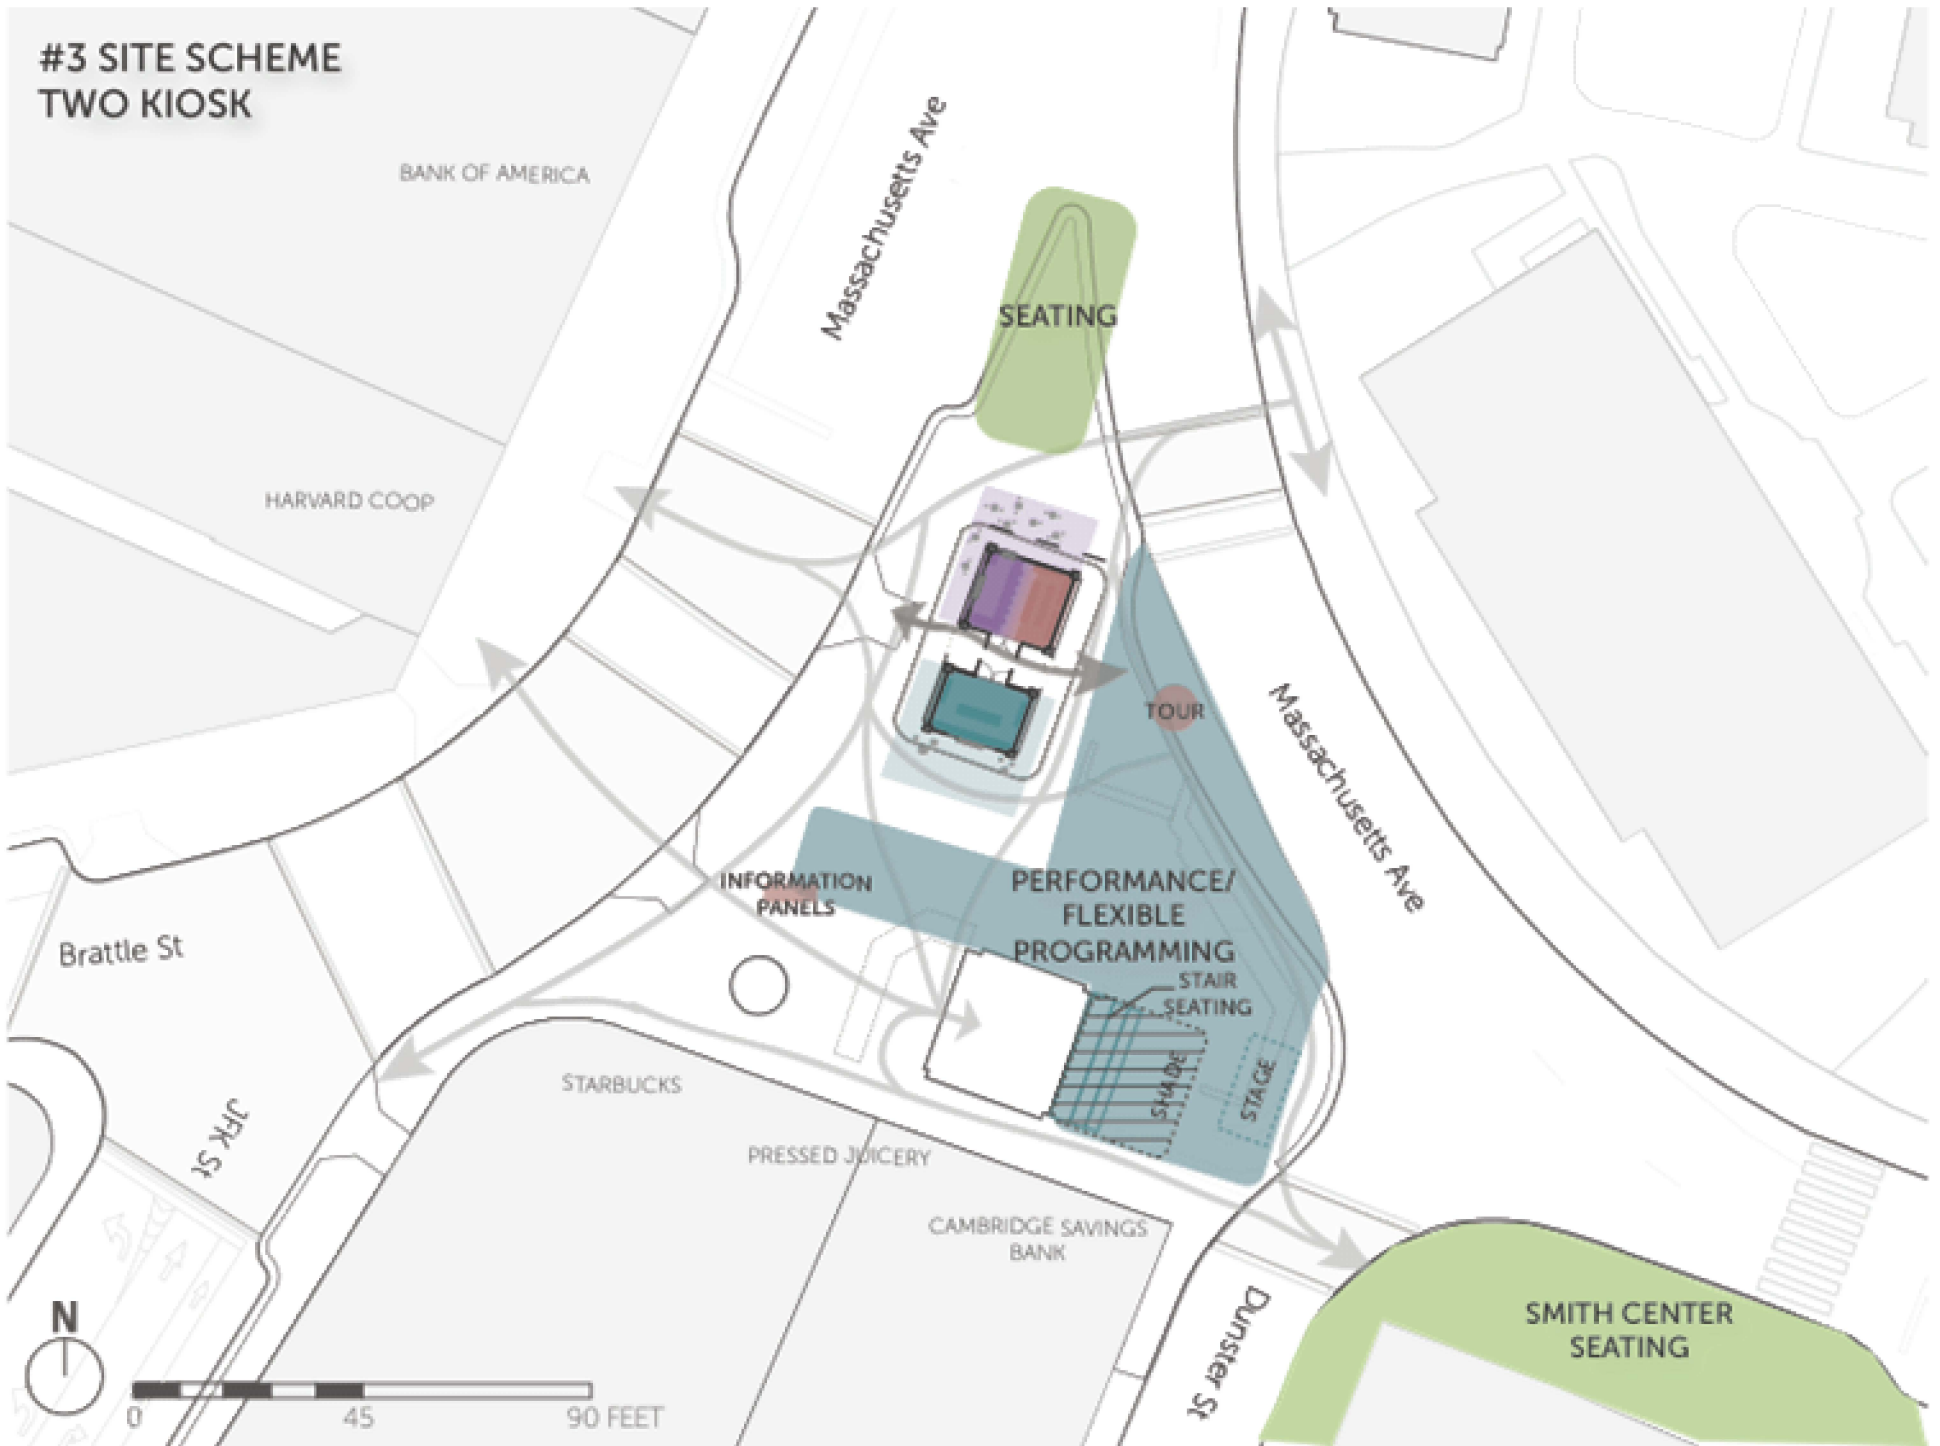 #3 SITE SCHEME
TWO KIOSK
BANK OF AMERICA
Massachusetts Ave
SEATING
HARVARD COOP
TOUR
Massachusetts Ave
INFORMATION
PANELS
PERFORMANCE/
FLEXIBLE
PROGRAMMING
STAIR
SEATING
SHADE
STAGE
Brattle St
JFK St
STARBUCKS
PRESSED JUICERY
CAMBRIDGE SAVINGS
BANK
Dunster St
SMITH CENTER
SEATING
N
0 45 90 FEET